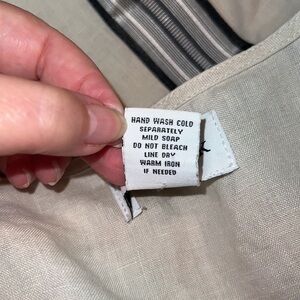 HAND WASH COLD
SEPARATELY
MILD SOAP
DO NOT BLEACH
LINE DRY
WARM IRON
IF NEEDED